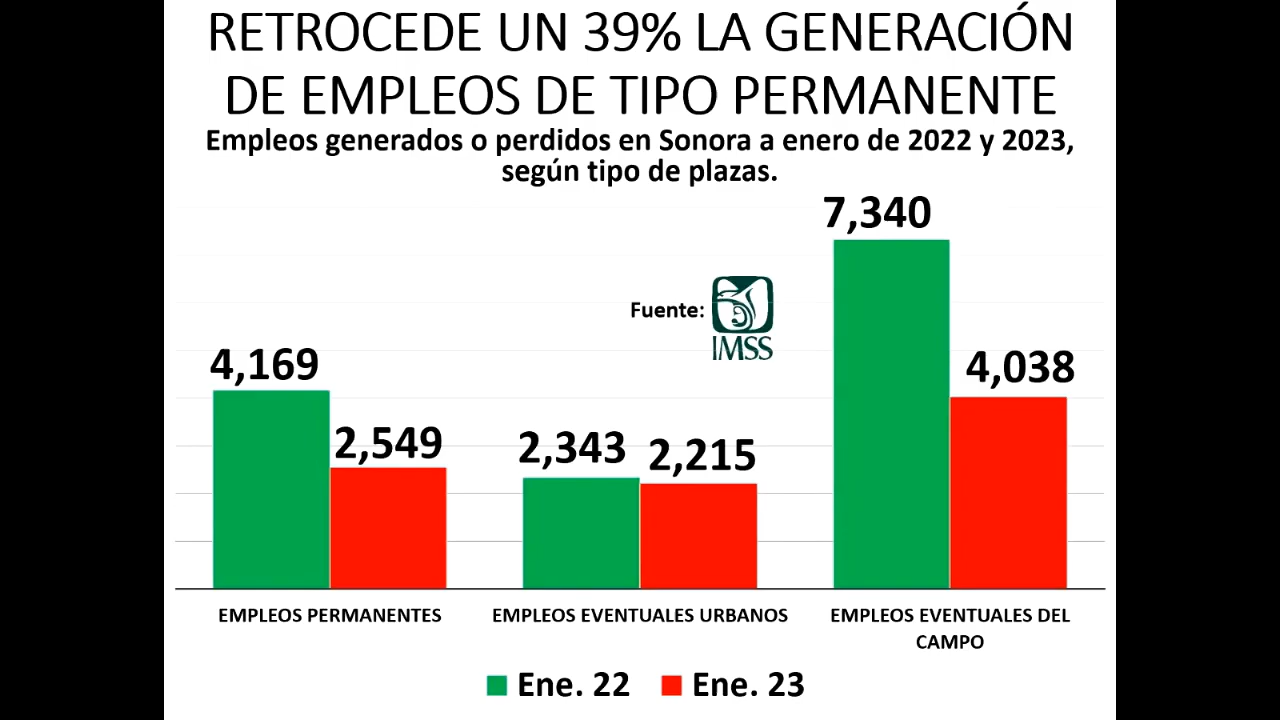 RETROCEDE UN 39% LA GENERACIÓN
DE EMPLEOS DE TIPO PERMANENTE
Empleos generados o perdidos en Sonora a enero de 2022 y 2023,
según tipo de plazas.
7,340
Fuente:
IMSS
4,169
4,038
2,549
2,343
2,215
EMPLEOS PERMANENTES
EMPLEOS EVENTUALES URBANOS
EMPLEOS EVENTUALES DEL
CAMPO
Ene. 22
Ene. 23